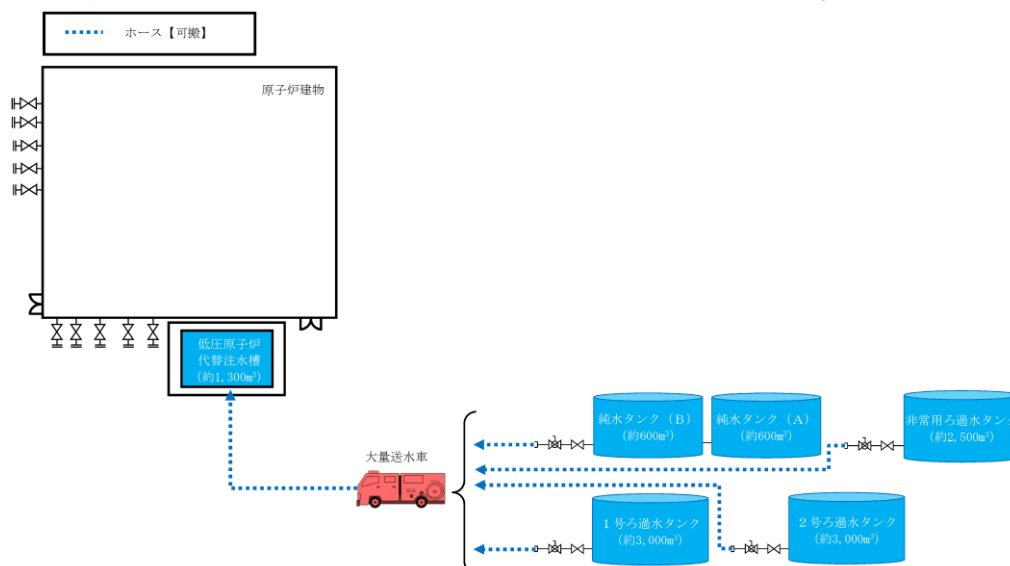 ホース【可搬】
原子炉建物
低圧原子炉
代替注水槽
(約1,300m³)
大量送水車
純水タンク（B）
(約600m³)
純水タンク（A）
(約600m³)
非常用ろ過水タンク
(約2,500m³)
1号ろ過水タンク
(約3,000m³)
2号ろ過水タンク
(約3,000m³)